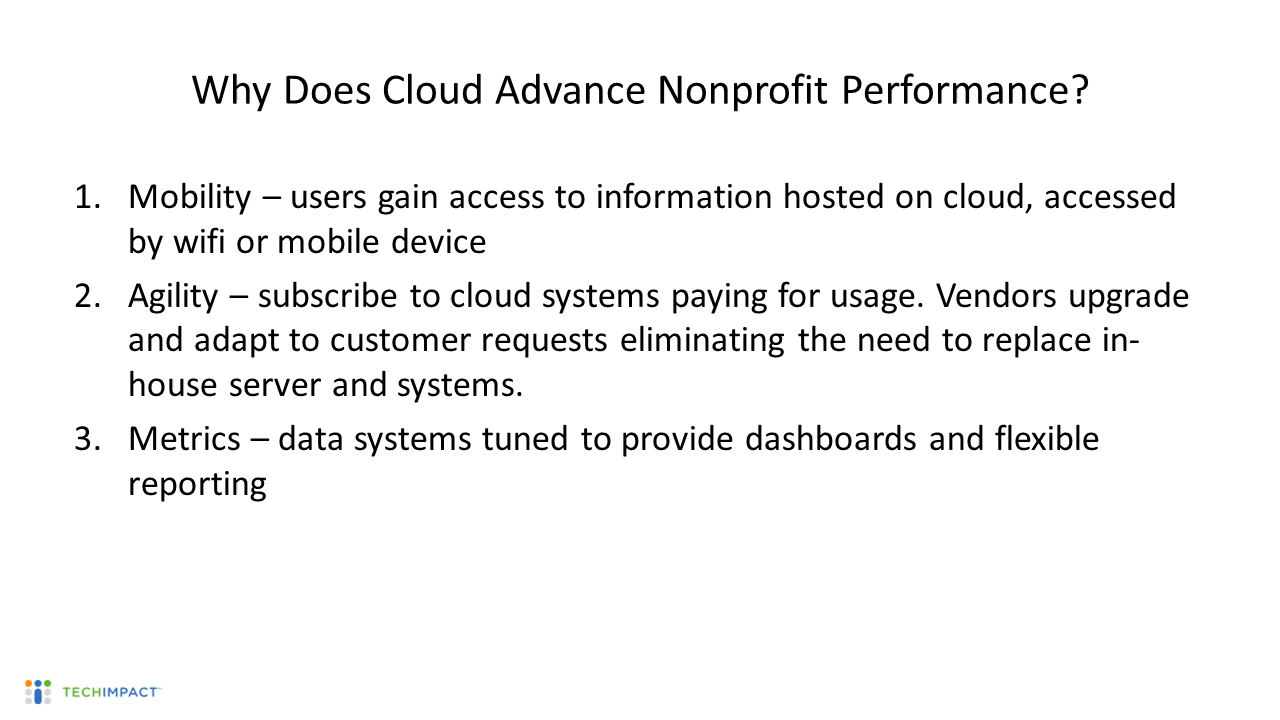 Why Does Cloud Advance Nonprofit Performance?
1. Mobility – users gain access to information hosted on cloud, accessed
by wifi or mobile device
2. Agility – subscribe to cloud systems paying for usage. Vendors upgrade
and adapt to customer requests eliminating the need to replace in-
house server and systems.
3. Metrics – data systems tuned to provide dashboards and flexible
reporting
TECHIMPACT™